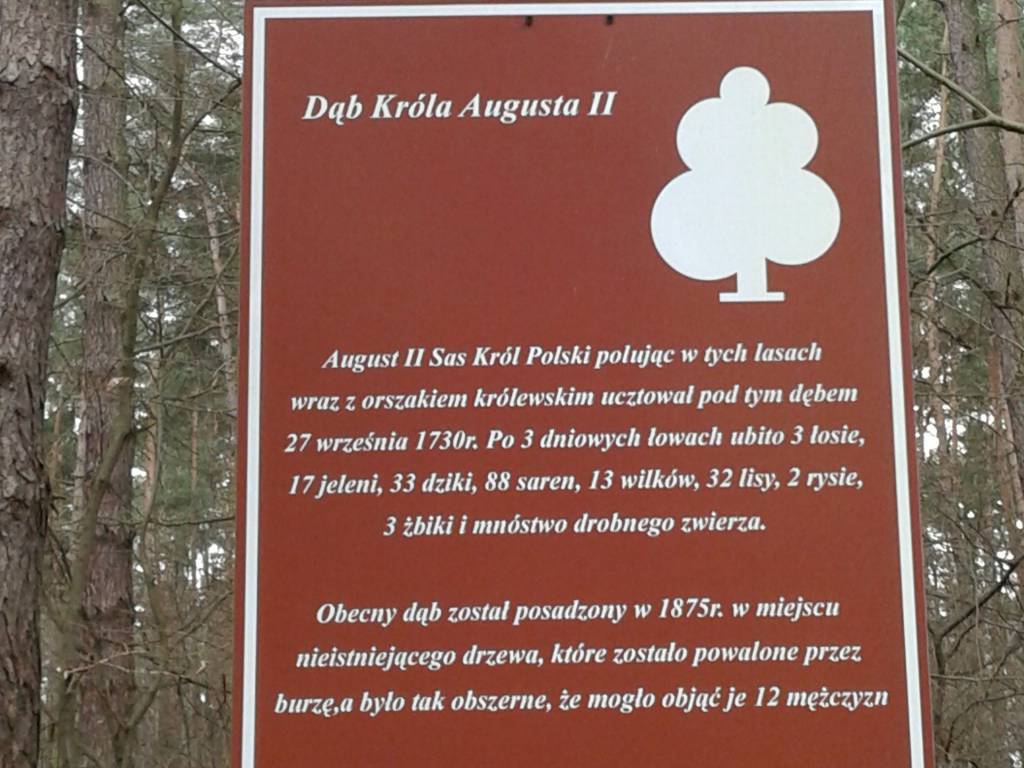 Dąb Króla Augusta II
August II Sas Król Polski polując w tych lasach
wraz z orszakiem królewskim ucztował pod tym dębem
27 września 1730r. Po 3 dniowych łowach ubito 3 łosie,
17 jeleni, 33 dziki, 88 saren, 13 wilków, 32 lisy, 2 rysie,
3 żbiki i mnóstwo drobnego zwierza.
Obecny dąb został posadzony w 1875r. w miejscu
nieistniejącego drzewa, które zostało powalone przez
burzę,a było tak obszerne, że mogło objąć je 12 mężczyzn